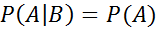 P(A|B) = P(A)